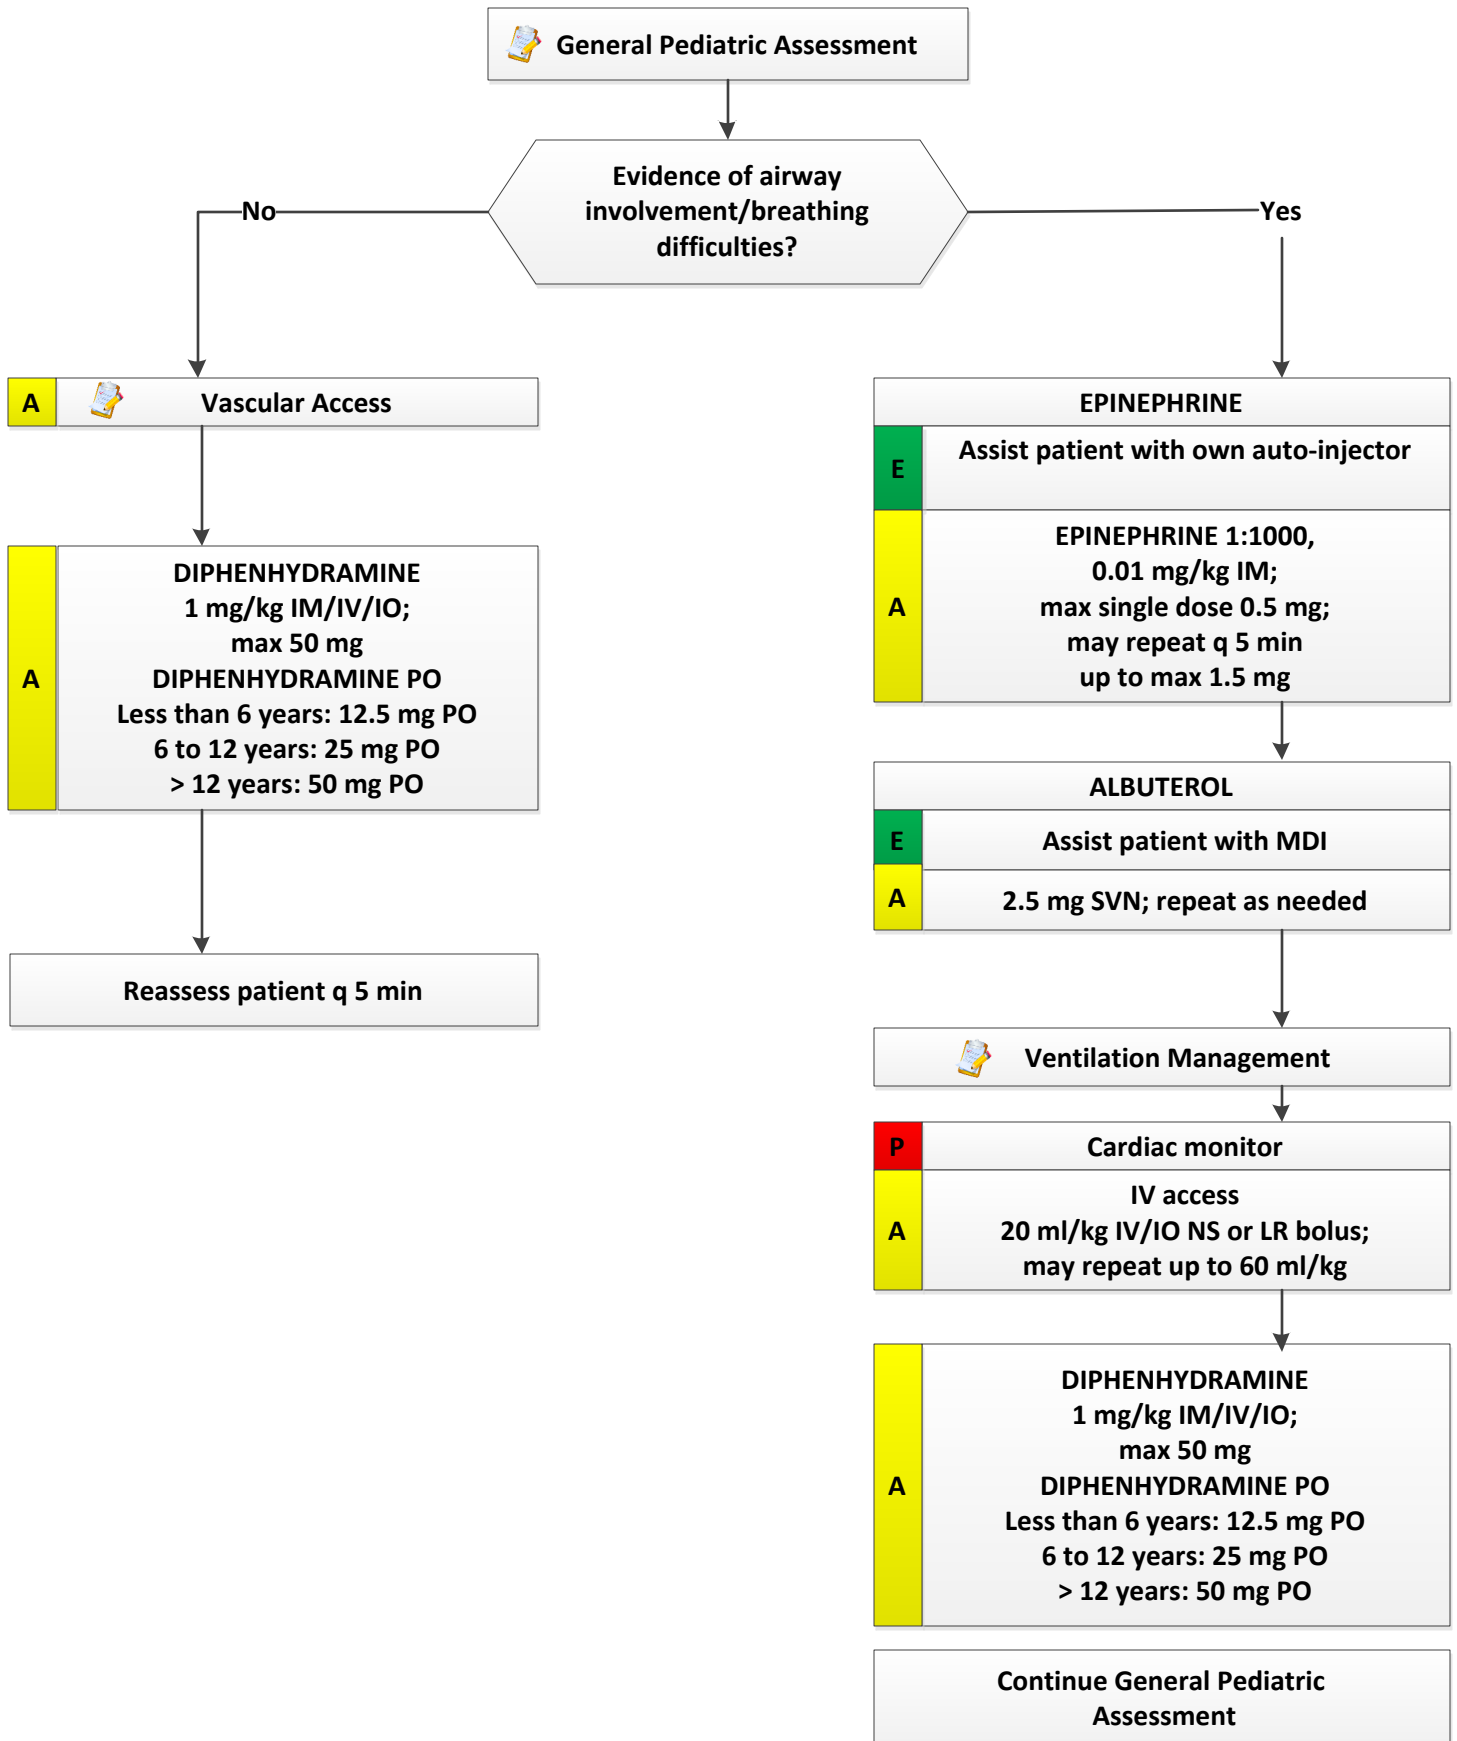 General Pediatric Assessment
Evidence of airway
involvement/breathing
difficulties?
No
Yes
A
Vascular Access
A
DIPHENHYDRAMINE
1 mg/kg IM/IV/IO;
max 50 mg
DIPHENHYDRAMINE PO
Less than 6 years: 12.5 mg PO
6 to 12 years: 25 mg PO
> 12 years: 50 mg PO
Reassess patient q 5 min
EPINEPHRINE
E
Assist patient with own auto-injector
A
EPINEPHRINE 1:1000,
0.01 mg/kg IM;
max single dose 0.5 mg;
may repeat q 5 min
up to max 1.5 mg
ALBUTEROL
E
Assist patient with MDI
A
2.5 mg SVN; repeat as needed
Ventilation Management
P
Cardiac monitor
A
IV access
20 ml/kg IV/IO NS or LR bolus;
may repeat up to 60 ml/kg
A
DIPHENHYDRAMINE
1 mg/kg IM/IV/IO;
max 50 mg
DIPHENHYDRAMINE PO
Less than 6 years: 12.5 mg PO
6 to 12 years: 25 mg PO
> 12 years: 50 mg PO
Continue General Pediatric
Assessment